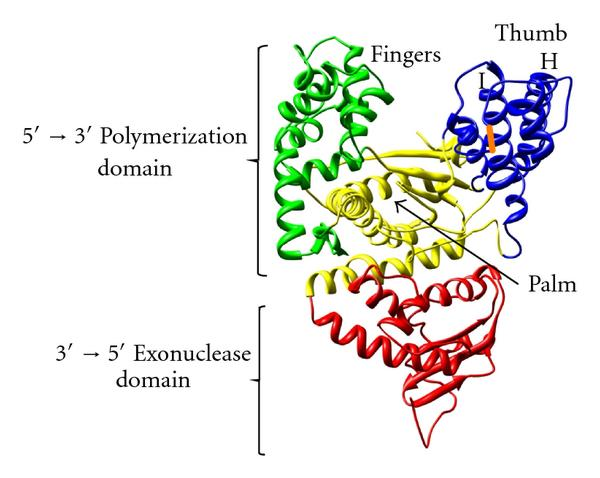 Thumb
Fingers
H
I
5′ → 3′ Polymerization
domain
Palm
3′ → 5′ Exonuclease
domain